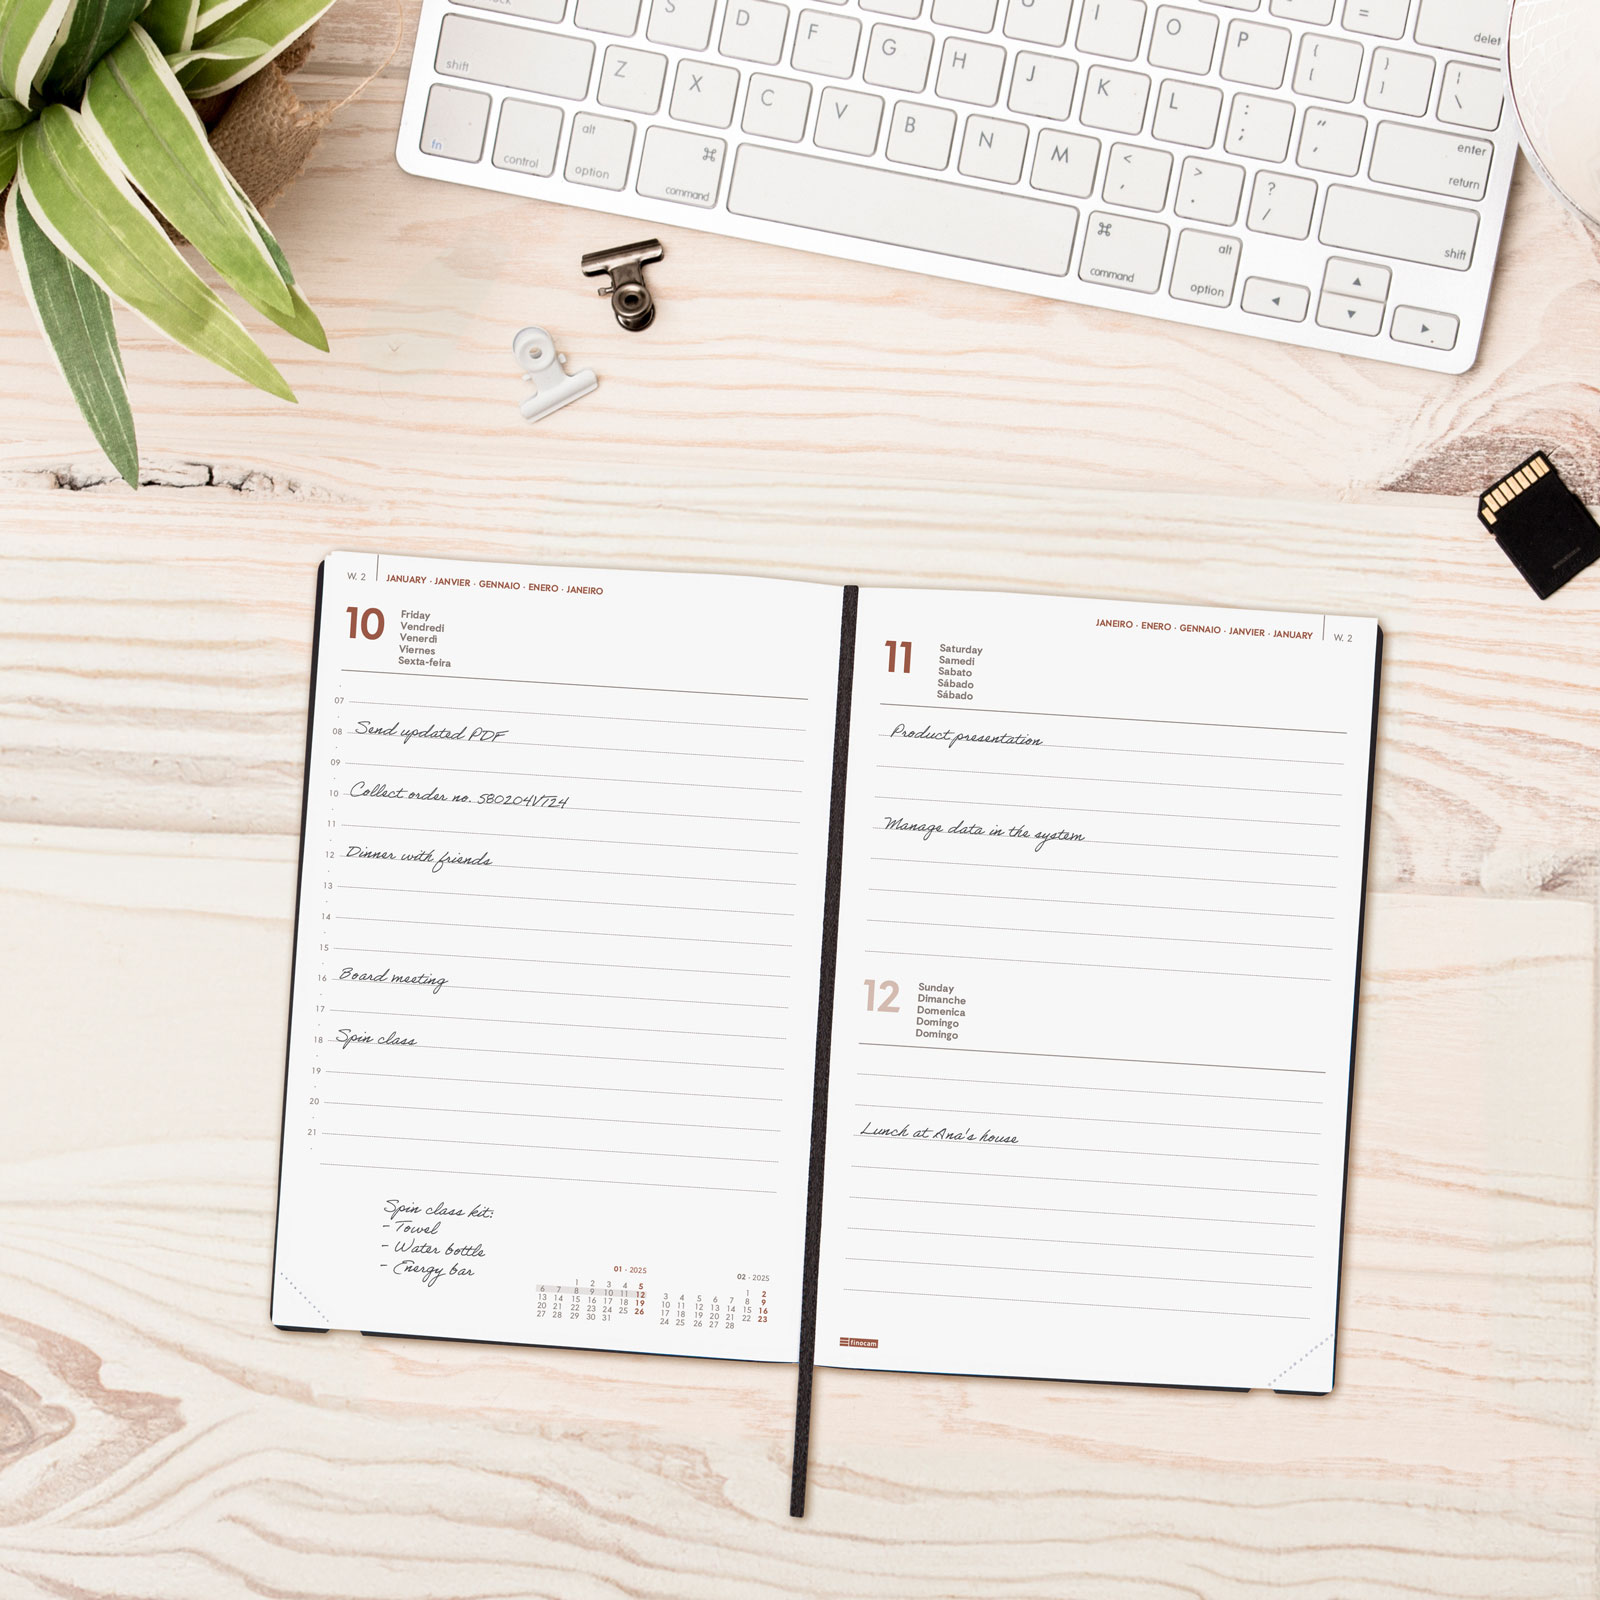 lock
S
D
F
G
H
J
K
L
U
I
O
P
=
delete
shift
Z
X
C
V
B
N
M
<
,
>
.
?
/
:
;
"
'
{
[
}
]
|
\
enter
return
fn
control
alt
option
⌘
command
⌘
command
alt
option
shift
W. 2
JANUARY · JANVIER · GENNAIO · ENERO · JANEIRO
10
Friday
Vendredi
Venerdì
Viernes
Sexta-feira
07
08 Send updated PDF
09
10 Collect order no. 580204VT24
11
12 Dinner with friends
13
14
15
16 Board meeting
17
18 Spin class
19
20
21
Spin class kit:
- Towel
- Water bottle
- Energy bar
01 · 2025
1 2 3 4 5
6 7 8 9 10 11 12
13 14 15 16 17 18 19
20 21 22 23 24 25 26
27 28 29 30 31
02 · 2025
1 2
3 4 5 6 7 8 9
10 11 12 13 14 15 16
17 18 19 20 21 22 23
24 25 26 27 28
JANEIRO · ENERO · GENNAIO · JANVIER · JANUARY
W. 2
11
Saturday
Samedi
Sabato
Sábado
Sábado
Product presentation
Manage data in the system
12
Sunday
Dimanche
Domenica
Domingo
Domingo
Lunch at Ana's house
finocam